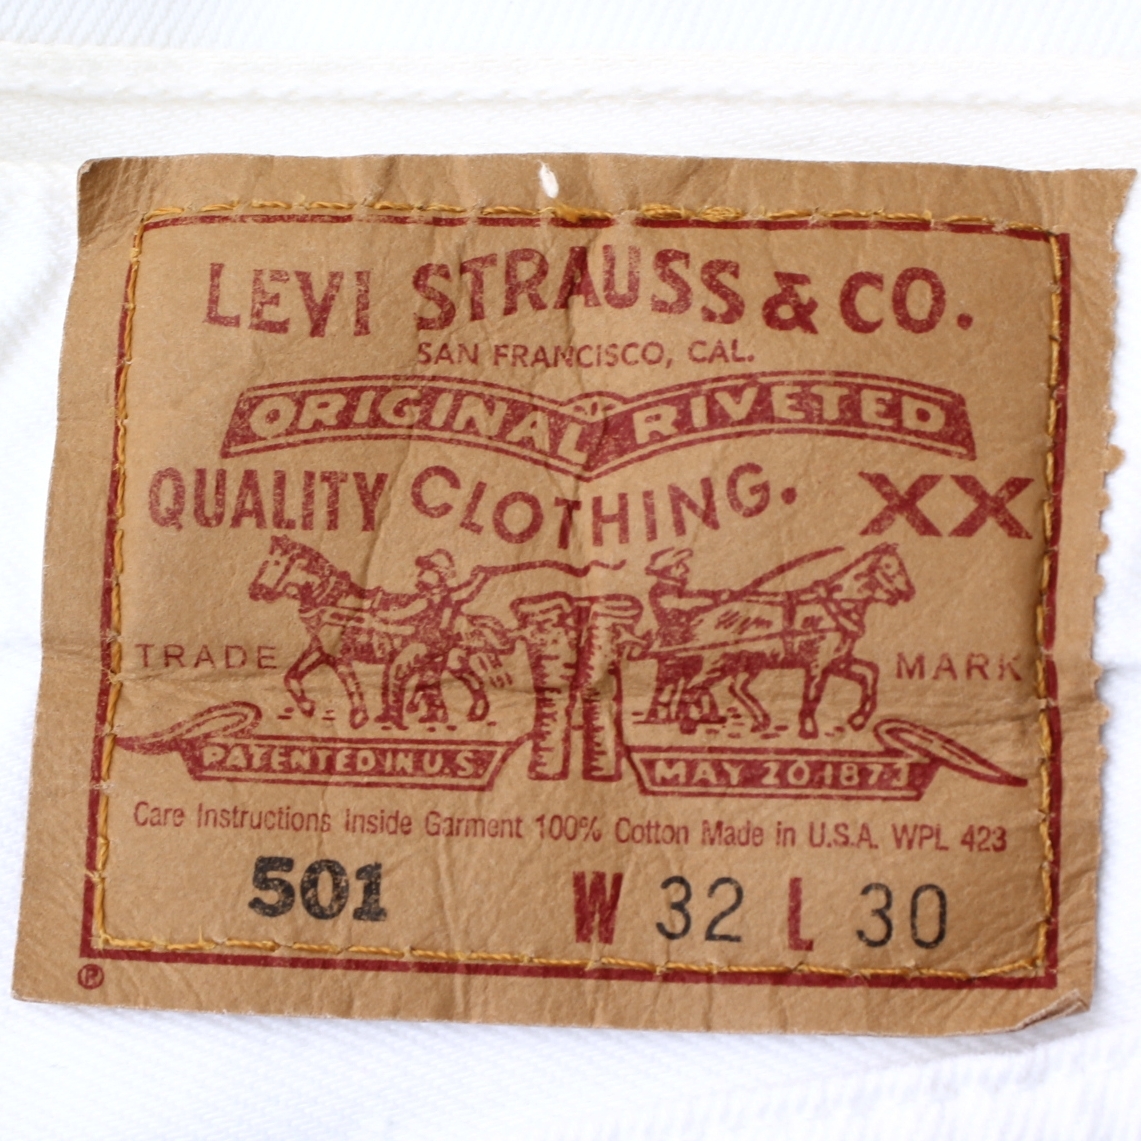 LEVI STRAUSS & CO.
SAN FRANCISCO, CAL.
ORIGINAL RIVETED
QUALITY CLOTHING. XX
TRADE MARK
PATENTED IN U.S. MAY 20 1873
Care Instructions Inside Garment 100% Cotton Made in U.S.A. WPL 423
501 W 32 L 30
®